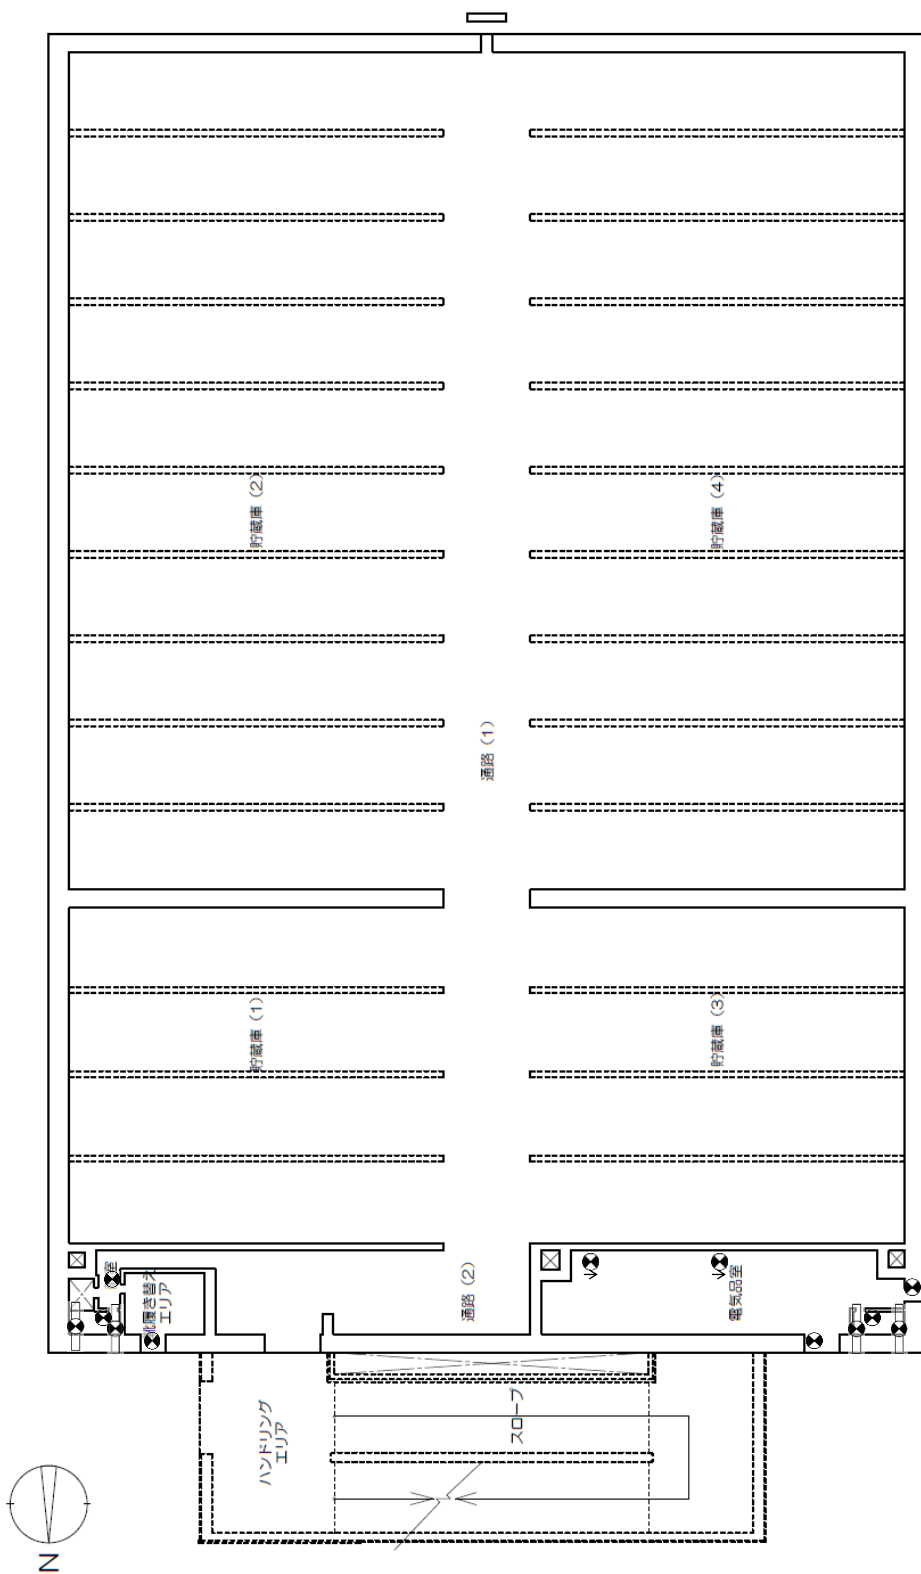 貯蔵庫（2）
貯蔵庫（4）
通路（1）
貯蔵庫（1）
貯蔵庫（3）
室
靴履き替え
エリア
通路（2）
電気品室
ハンドリング
エリア
スロープ
N